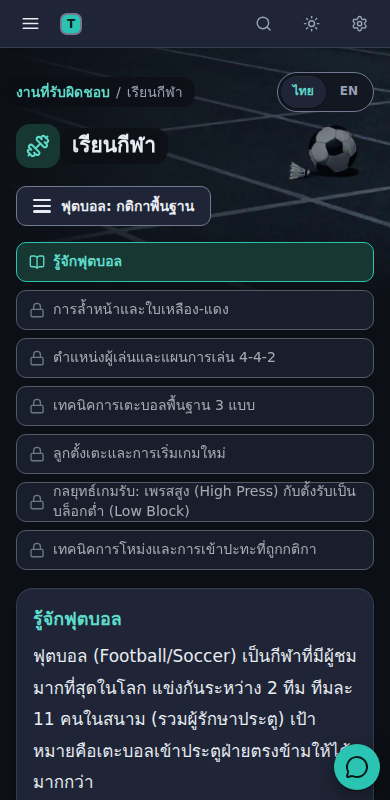 T
งานที่รับผิดชอบ / เรียนกีฬา
ไทย EN
เรียนกีฬา
ฟุตบอล: กติกาพื้นฐาน
รู้จักฟุตบอล
การล้ำหน้าและใบเหลือง-แดง
ตำแหน่งผู้เล่นและแผนการเล่น 4-4-2
เทคนิคการเตะบอลพื้นฐาน 3 แบบ
ลูกตั้งเตะและการเริ่มเกมใหม่
กลยุทธ์เกมรับ: เพรสสูง (High Press) กับตั้งรับเป็น
บล็อกต่ำ (Low Block)
เทคนิคการโหม่งและการเข้าปะทะที่ถูกกติกา
รู้จักฟุตบอล
ฟุตบอล (Football/Soccer) เป็นกีฬาที่มีผู้ชม
มากที่สุดในโลก แข่งกันระหว่าง 2 ทีม ทีมละ
11 คนในสนาม (รวมผู้รักษาประตู) เป้า
หมายคือเตะบอลเข้าประตูฝ่ายตรงข้ามให้ได้
มากกว่า